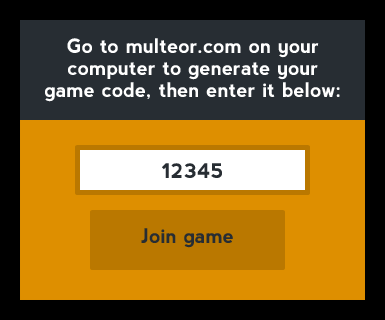 Go to multeor.com on your
computer to generate your
game code, then enter it below:
12345
Join game